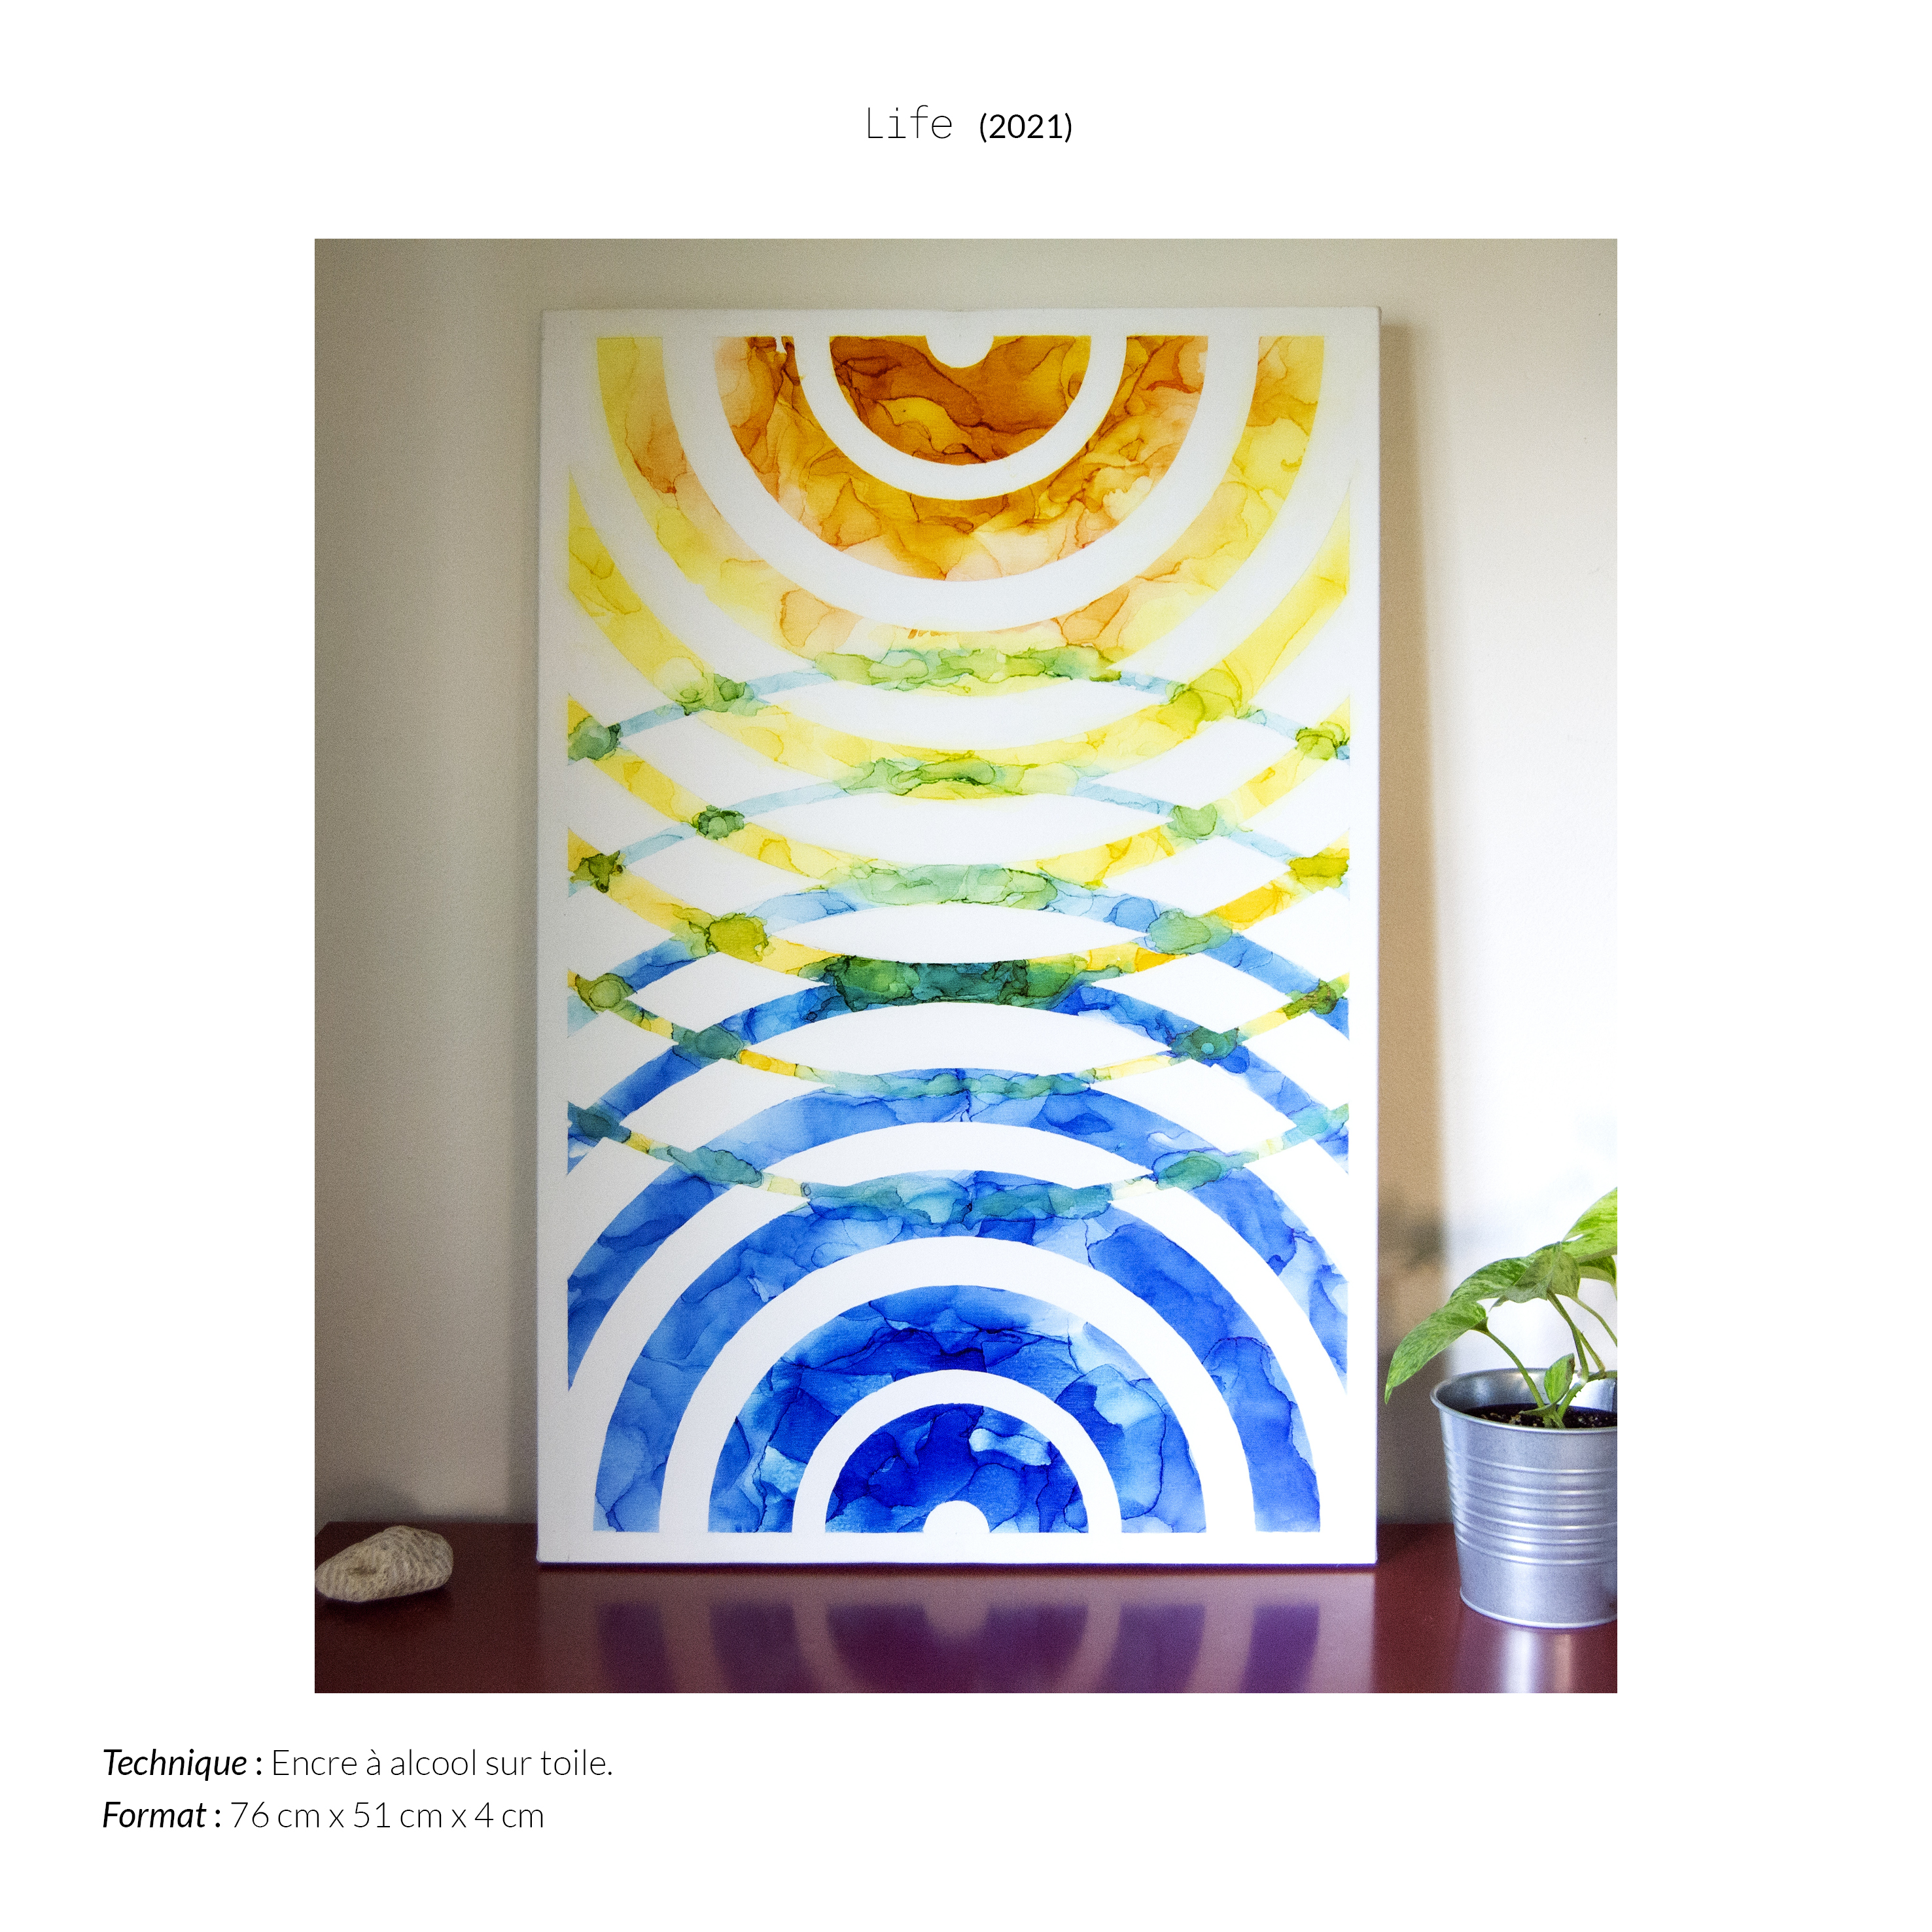 Life (2021)
Technique : Encre à alcool sur toile.
Format : 76 cm x 51 cm x 4 cm